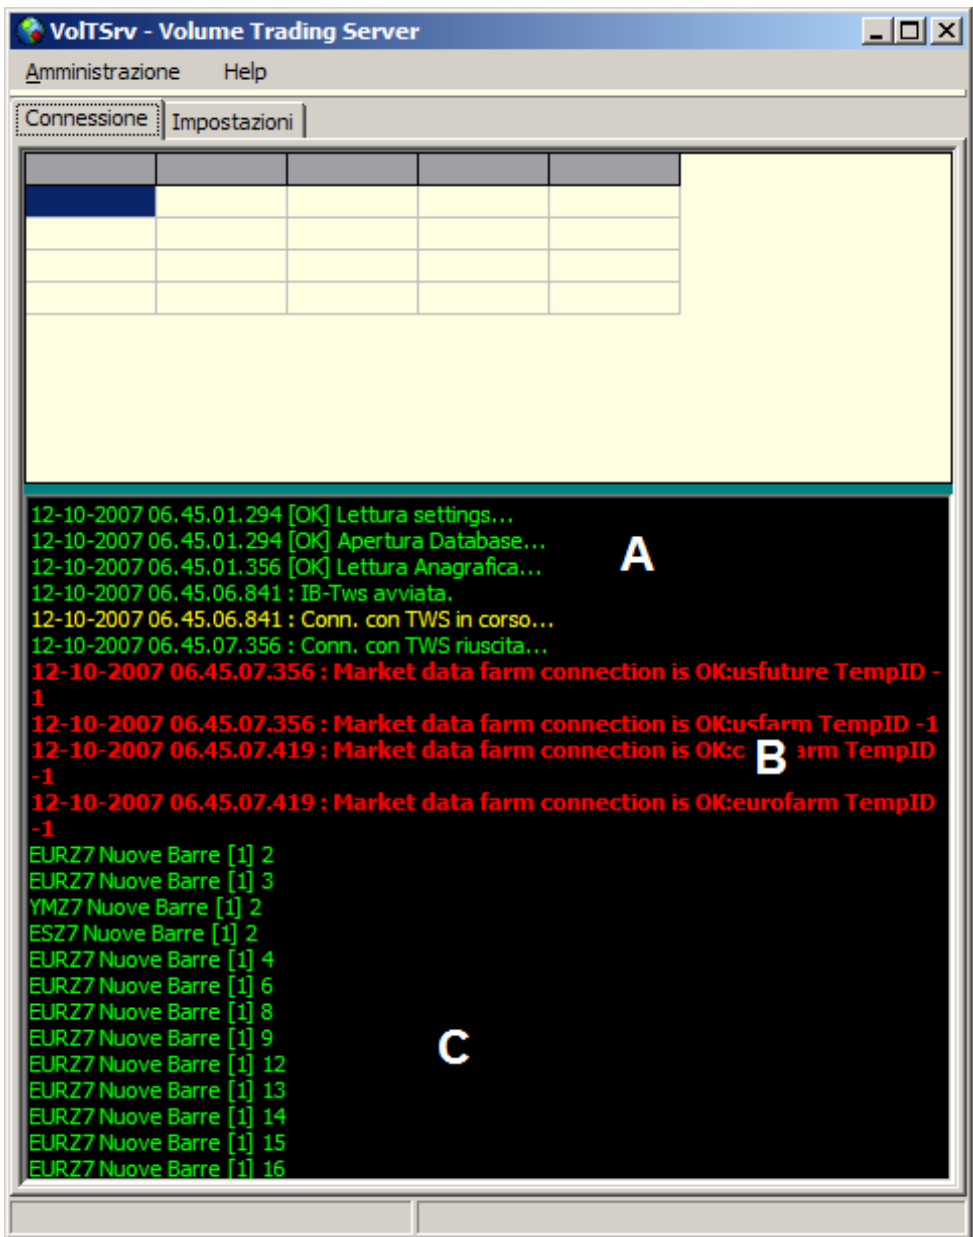 VolTSrv - Volume Trading Server
Amministrazione Help
Connessione Impostazioni
12-10-2007 06.45.01.294 [OK] Lettura settings...
12-10-2007 06.45.01.294 [OK] Apertura Database...
A
12-10-2007 06.45.01.356 [OK] Lettura Anagrafica...
12-10-2007 06.45.06.841 : IB-Tws avviata.
12-10-2007 06.45.06.841 : Conn. con TWS in corso...
12-10-2007 06.45.07.356 : Conn. con TWS riuscita...
12-10-2007 06.45.07.356 : Market data farm connection is OK:usfuture TempID -
1
12-10-2007 06.45.07.356 : Market data farm connection is OK:usfarm TempID -1
12-10-2007 06.45.07.419 : Market data farm connection is TempID
B
-1
12-10-2007 06.45.07.419 : Market data farm connection is OK:eurofarm TempID
-1
EURZ7 Nuove Barre [1] 2
EURZ7 Nuove Barre [1] 3
YMZ7 Nuove Barre [1] 2
ESZ7 Nuove Barre [1] 2
EURZ7 Nuove Barre [1] 4
EURZ7 Nuove Barre [1] 6
EURZ7 Nuove Barre [1] 8
EURZ7 Nuove Barre [1] 9
C
EURZ7 Nuove Barre [1] 12
EURZ7 Nuove Barre [1] 13
EURZ7 Nuove Barre [1] 14
EURZ7 Nuove Barre [1] 15
EURZ7 Nuove Barre [1] 16